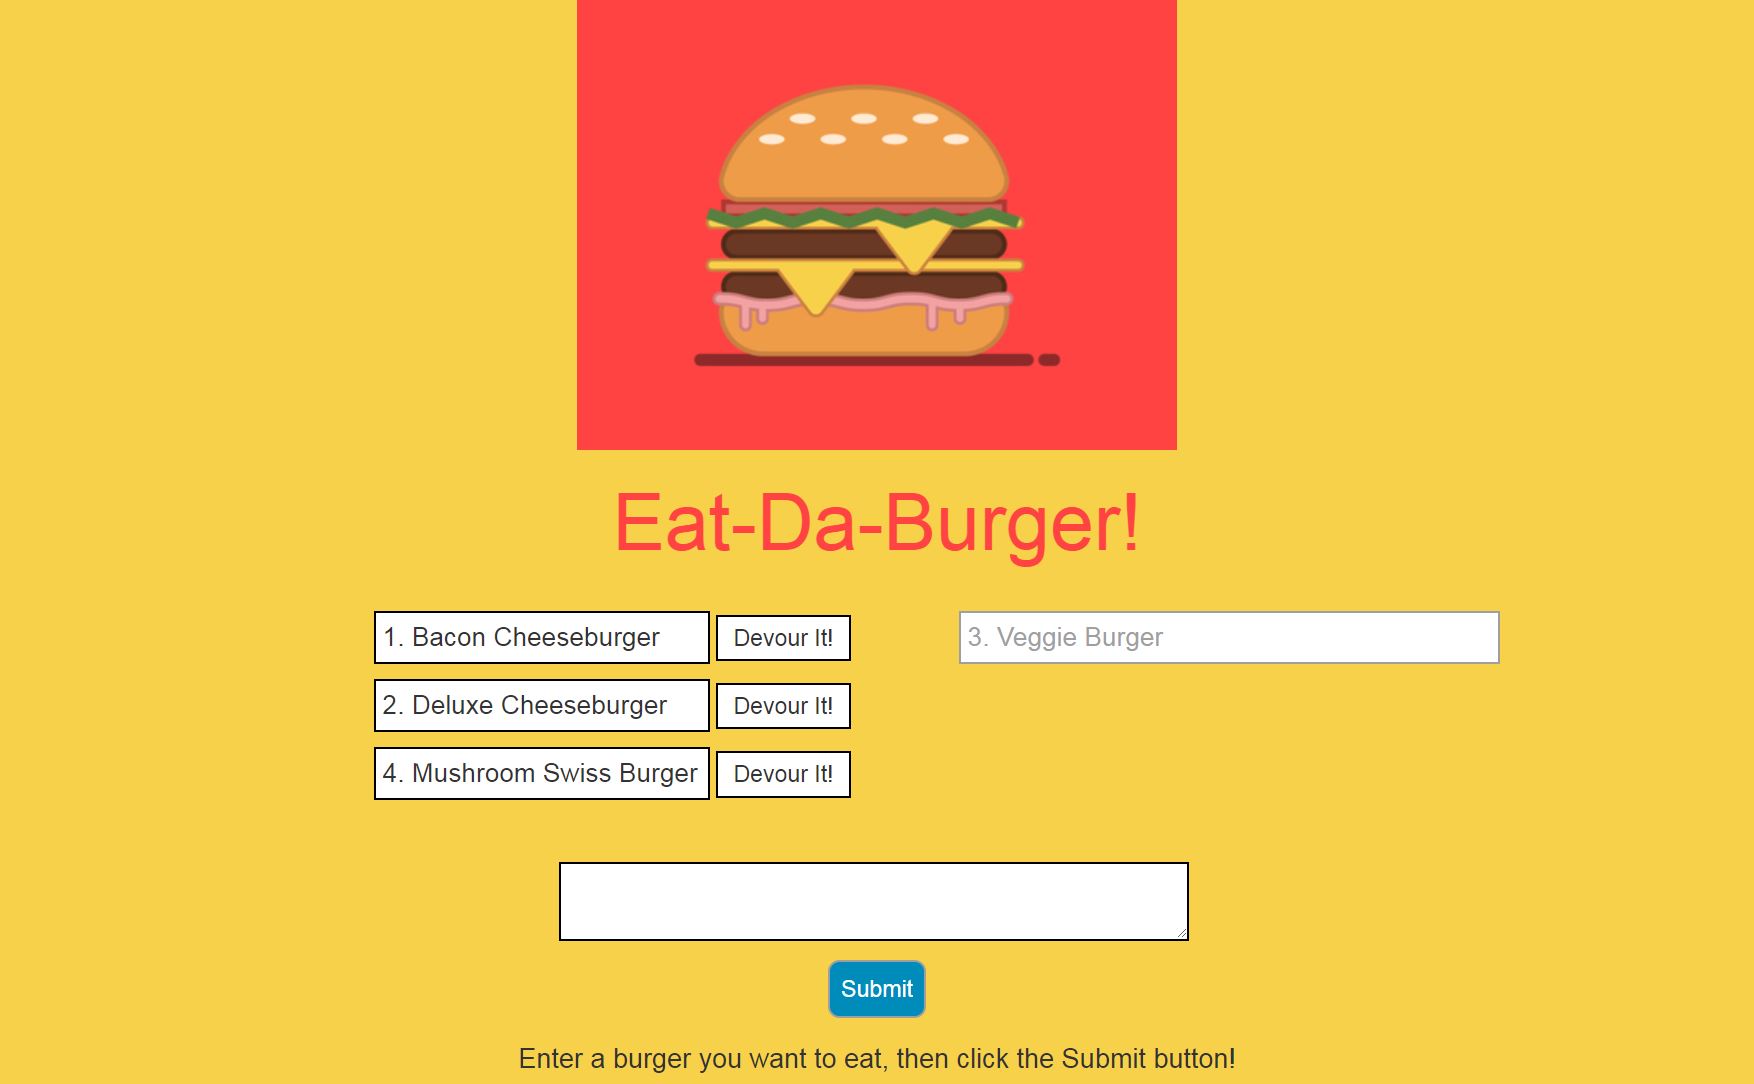 Eat-Da-Burger!
1. Bacon Cheeseburger
Devour It!
3. Veggie Burger
2. Deluxe Cheeseburger
Devour It!
4. Mushroom Swiss Burger
Devour It!
Submit
Enter a burger you want to eat, then click the Submit button!